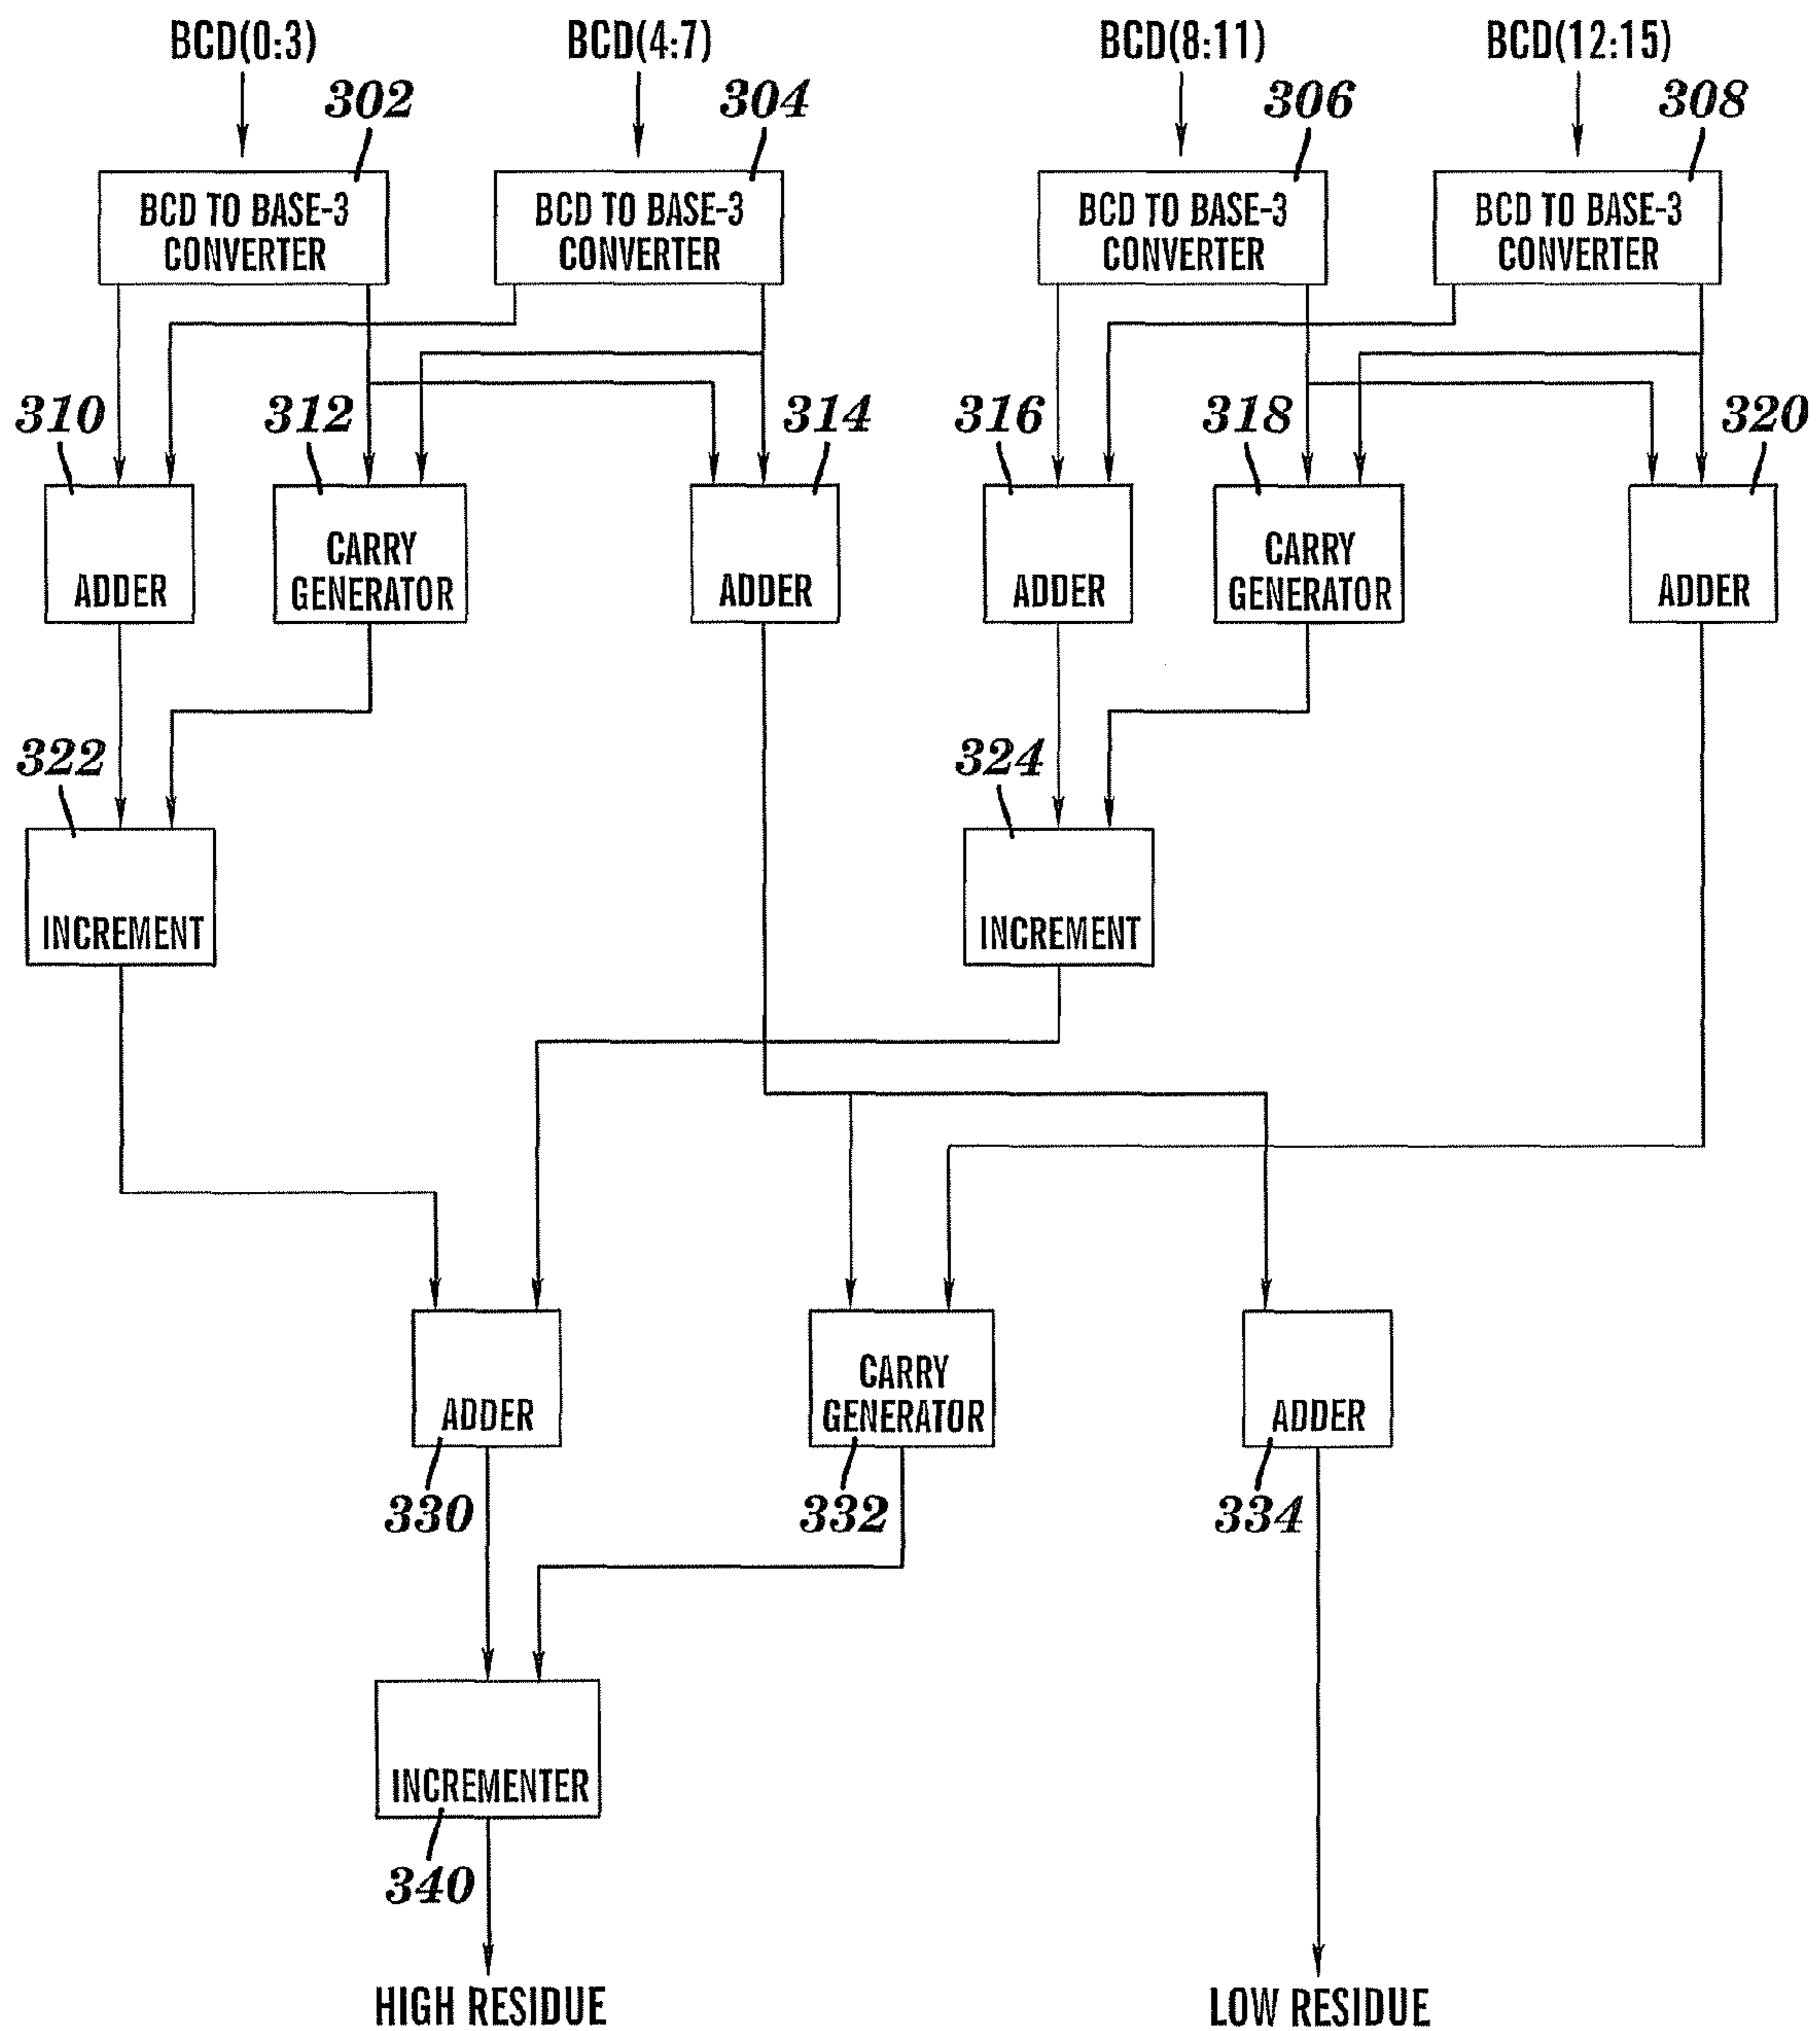 BCD(0:3) BCD(4:7) BCD(8:11) BCD(12:15)
302 304 306 308
BCD TO BASE-3
CONVERTER
BCD TO BASE-3
CONVERTER
BCD TO BASE-3
CONVERTER
BCD TO BASE-3
CONVERTER
310 312 314 316 318 320
ADDER
CARRY
GENERATOR
ADDER
ADDER
CARRY
GENERATOR
ADDER
322 324
INCREMENT
INCREMENT
ADDER
CARRY
GENERATOR
ADDER
330 332 334
INCREMENTER
340
HIGH RESIDUE LOW RESIDUE